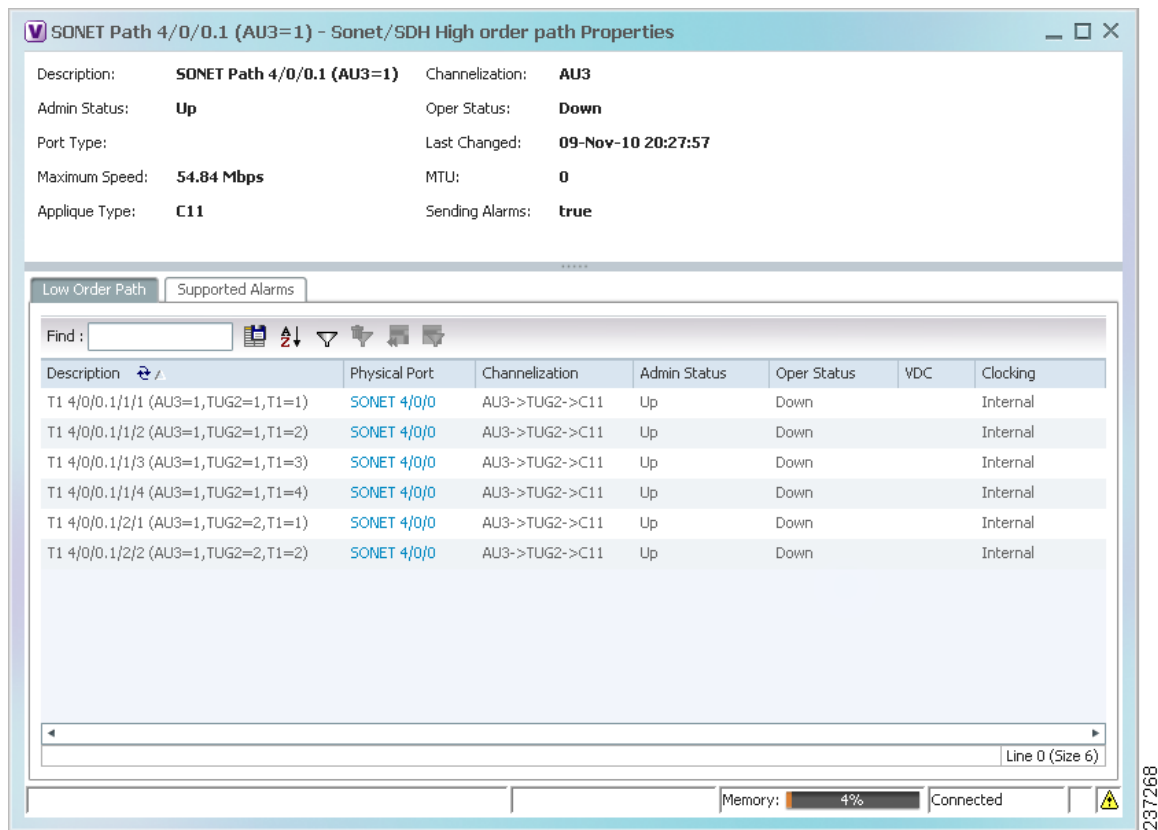 V SONET Path 4/0/0.1 (AU3=1) - Sonet/SDH High order path Properties
Description: SONET Path 4/0/0.1 (AU3=1) Channelization: AU3
Admin Status: Up Oper Status: Down
Port Type: Last Changed: 09-Nov-10 20:27:57
Maximum Speed: 54.84 Mbps MTU: 0
Applique Type: C11 Sending Alarms: true
Low Order Path Supported Alarms
Find :
Description Physical Port Channelization Admin Status Oper Status VDC Clocking
T1 4/0/0.1/1/1 (AU3=1,TUG2=1,T1=1) SONET 4/0/0 AU3->TUG2->C11 Up Down Internal
T1 4/0/0.1/1/2 (AU3=1,TUG2=1,T1=2) SONET 4/0/0 AU3->TUG2->C11 Up Down Internal
T1 4/0/0.1/1/3 (AU3=1,TUG2=1,T1=3) SONET 4/0/0 AU3->TUG2->C11 Up Down Internal
T1 4/0/0.1/1/4 (AU3=1,TUG2=1,T1=4) SONET 4/0/0 AU3->TUG2->C11 Up Down Internal
T1 4/0/0.1/2/1 (AU3=1,TUG2=2,T1=1) SONET 4/0/0 AU3->TUG2->C11 Up Down Internal
T1 4/0/0.1/2/2 (AU3=1,TUG2=2,T1=2) SONET 4/0/0 AU3->TUG2->C11 Up Down Internal
Line 0 (Size 6)
Memory: 4% Connected
237268